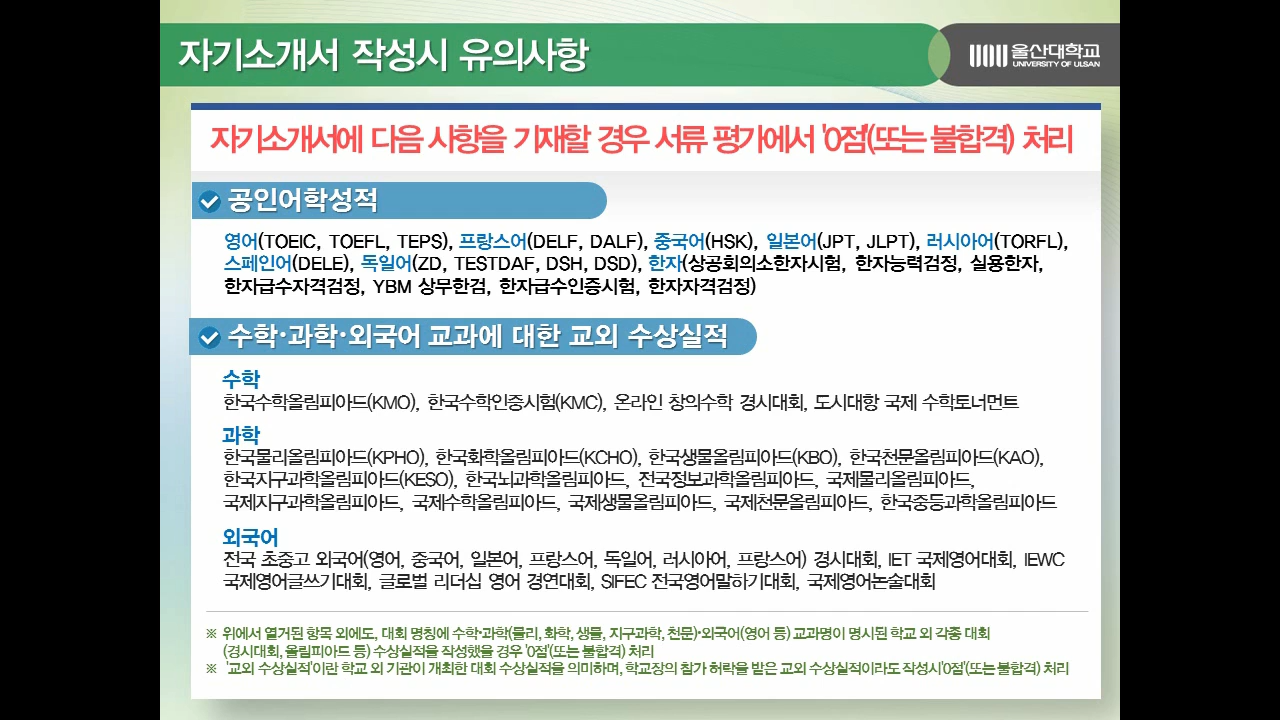 자기소개서 작성시 유의사항
울산대학교
UNIVERSITY OF ULSAN
자기소개서에 다음 사항을 기재할 경우 서류 평가에서 '0점'(또는 불합격) 처리
공인어학성적
영어(TOEIC, TOEFL, TEPS), 프랑스어(DELF, DALF), 중국어(HSK), 일본어(JPT, JLPT), 러시아어(TORFL),
스페인어(DELE), 독일어(ZD, TESTDAF, DSH, DSD), 한자(상공회의소한자시험, 한자능력검정, 실용한자,
한자급수자격검정, YBM 상무한검, 한자급수인증시험, 한자자격검정)
수학·과학·외국어 교과에 대한 교외 수상실적
수학
한국수학올림피아드(KMO), 한국수학인증시험(KMC), 온라인 창의수학 경시대회, 도시대항 국제 수학토너먼트
과학
한국물리올림피아드(KPHO), 한국화학올림피아드(KCHO), 한국생물올림피아드(KBO), 한국천문올림피아드(KAO),
한국지구과학올림피아드(KESO), 한국뇌과학올림피아드, 전국정보과학올림피아드, 국제물리올림피아드,
국제지구과학올림피아드, 국제수학올림피아드, 국제생물올림피아드, 국제천문올림피아드, 한국중등과학올림피아드
외국어
전국 초중고 외국어(영어, 중국어, 일본어, 프랑스어, 독일어, 러시아어, 프랑스어) 경시대회, IET 국제영어대회, IEWC
국제영어글쓰기대회, 글로벌 리더십 영어 경연대회, SIFEC 전국영어말하기대회, 국제영어논술대회
※ 위에서 열거된 항목 외에도, 대회 명칭에 수학·과학(물리, 화학, 생물, 지구과학, 천문)·외국어(영어 등) 교과명이 명시된 학교 외 각종 대회
(경시대회, 올림피아드 등) 수상실적을 작성했을 경우 '0점'(또는 불합격) 처리
※ '교외 수상실적'이란 학교 외 기관이 개최한 대회 수상실적을 의미하며, 학교장의 참가 허락을 받은 교외 수상실적이라도 작성시'0점'(또는 불합격) 처리